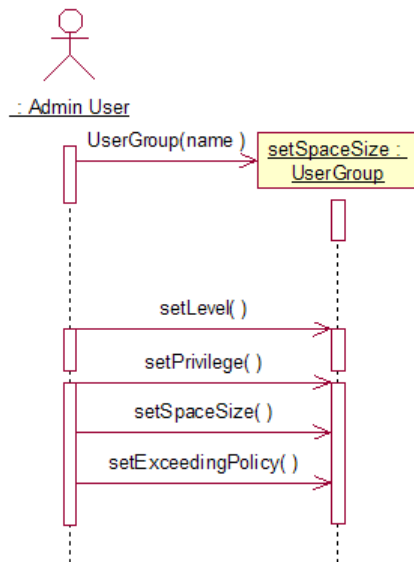 : Admin User
UserGroup(name )
setSpaceSize :
UserGroup
setLevel( )
setPrivilege( )
setSpaceSize( )
setExceedingPolicy( )